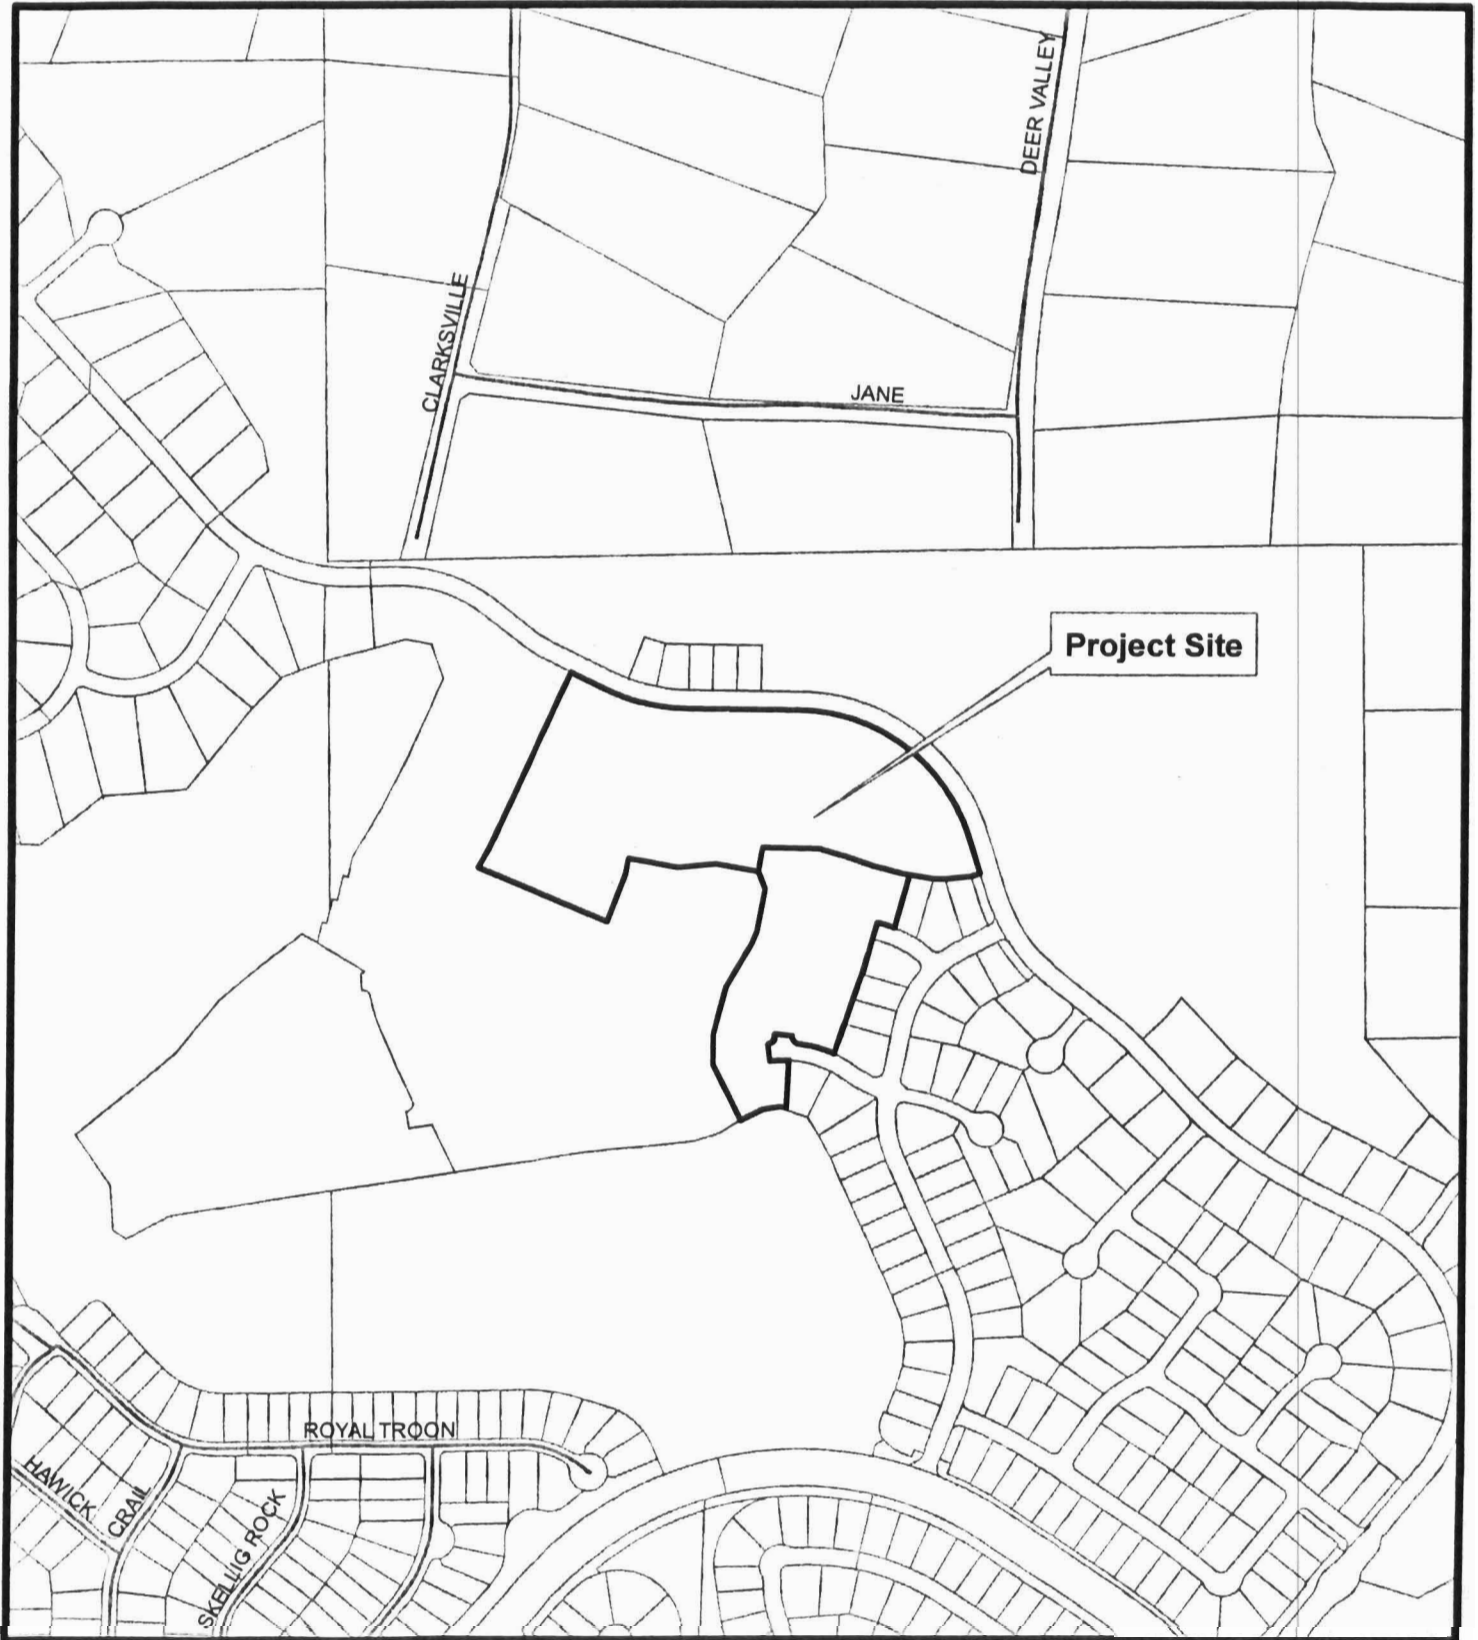 DEER VALLEY
CLARKSVILLE
JANE
Project Site
ROYAL TROON
HAWICK
CRAIL
SKELLIG ROCK